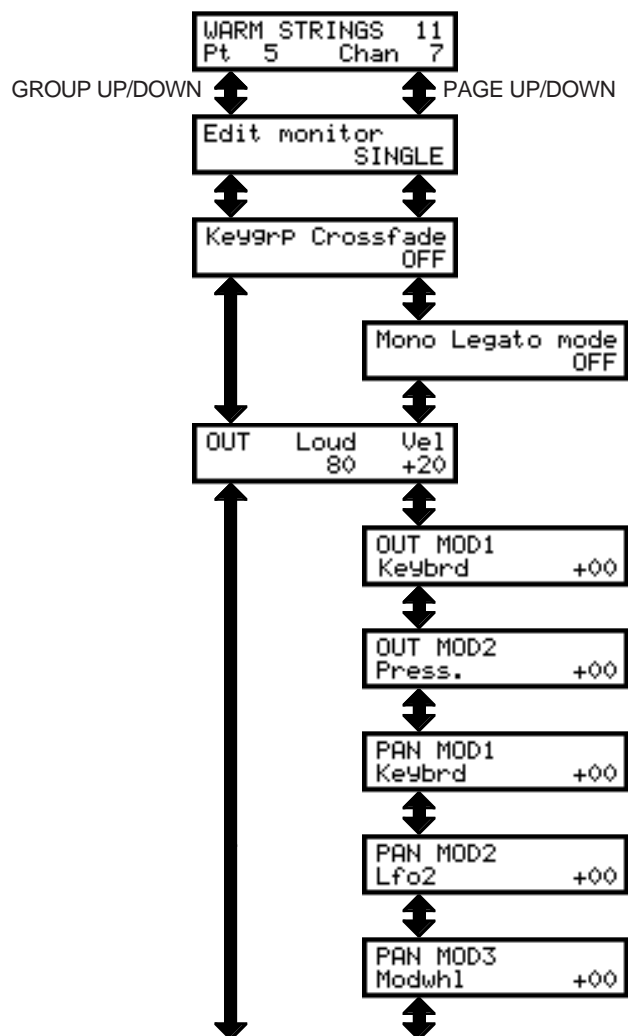 WARM STRINGS 11
Pt 5 Chan 7
GROUP UP/DOWN
PAGE UP/DOWN
Edit monitor
SINGLE
Keygrp Crossfade
OFF
Mono Legato mode
OFF
OUT Loud Vel
80 +20
OUT MOD1
Keybrd +00
OUT MOD2
Press. +00
PAN MOD1
Keybrd +00
PAN MOD2
Lfo2 +00
PAN MOD3
Modwhl +00